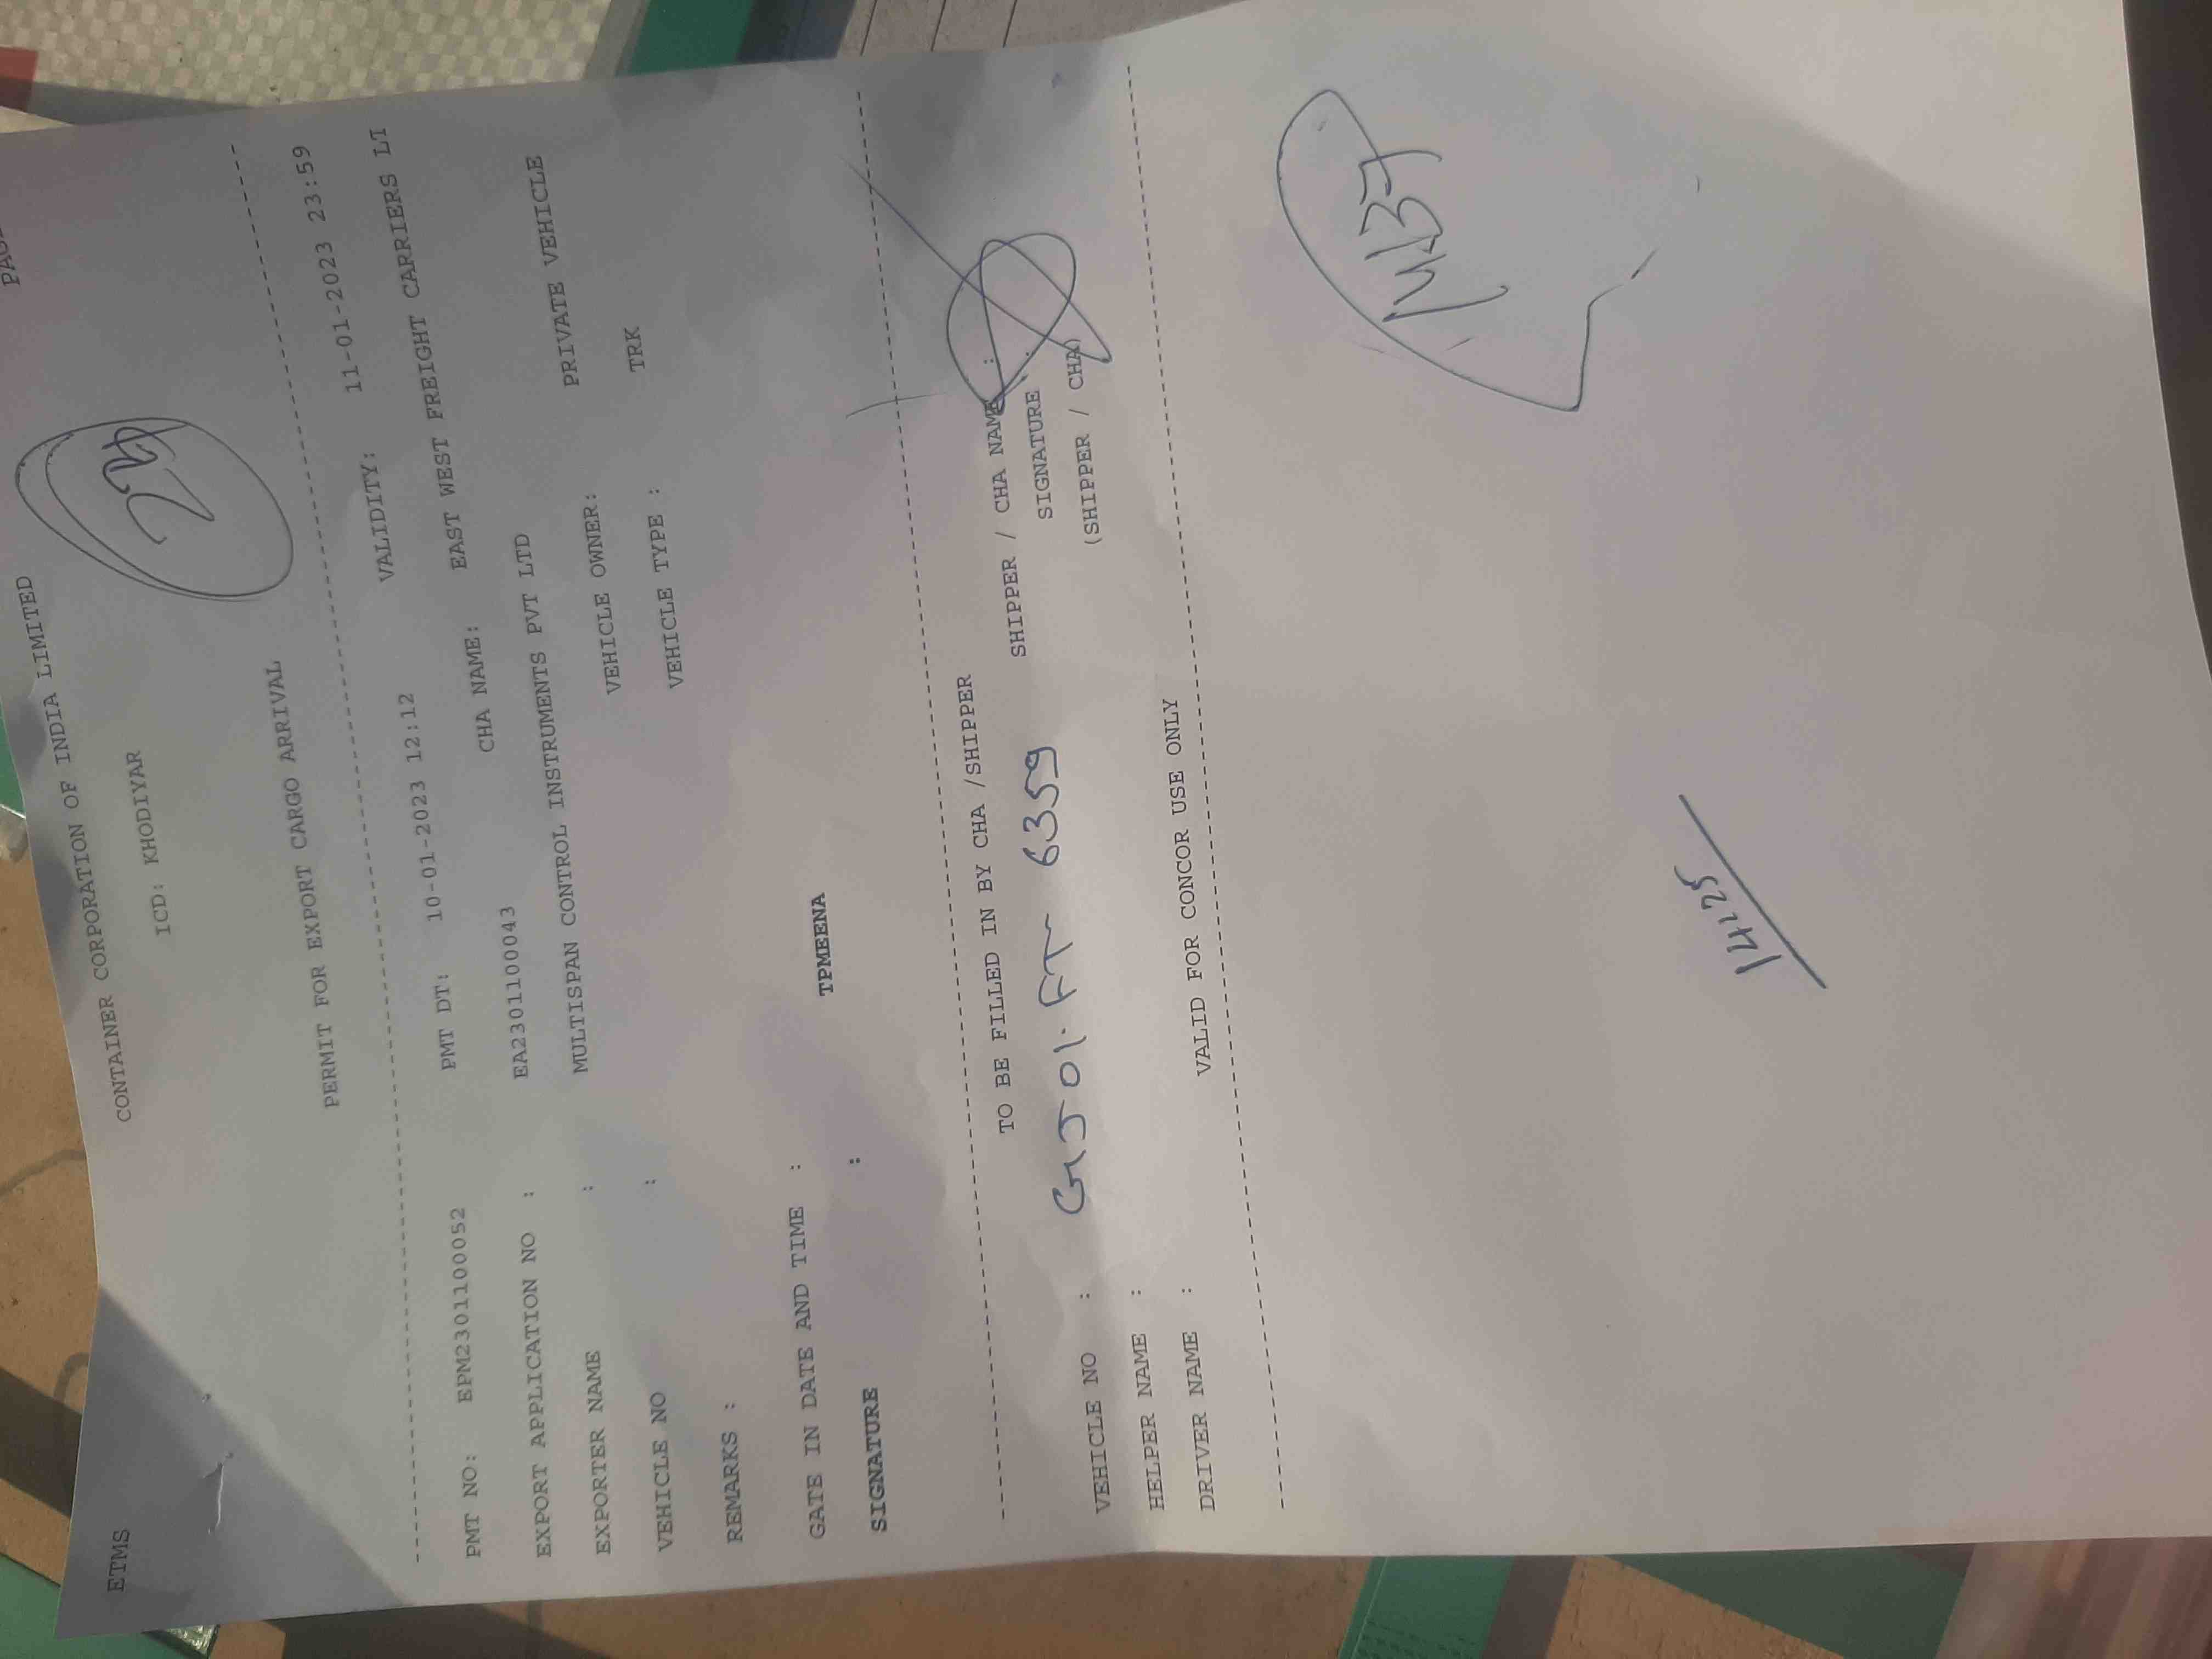 ETMS
CONTAINER CORPORATION OF INDIA LIMITED
ICD: KHODIYAR
PERMIT FOR EXPORT CARGO ARRIVAL
PMT NO: EPM2301100052 PMT DT: 10-01-2023 12:12 VALIDITY: 11-01-2023 23:59
EXPORT APPLICATION NO : EA2301100043 CHA NAME: EAST WEST FREIGHT CARRIERS LT
EXPORTER NAME : MULTISPAN CONTROL INSTRUMENTS PVT LTD
VEHICLE NO : VEHICLE OWNER: PRIVATE VEHICLE
VEHICLE TYPE : TRK
REMARKS :
GATE IN DATE AND TIME :
SIGNATURE : TPMEENA
TO BE FILLED IN BY CHA /SHIPPER
VEHICLE NO : GJ01.FT 6359 SHIPPER / CHA NAME :
HELPER NAME : SIGNATURE :
DRIVER NAME : (SHIPPER / CHA)
VALID FOR CONCOR USE ONLY
14:25